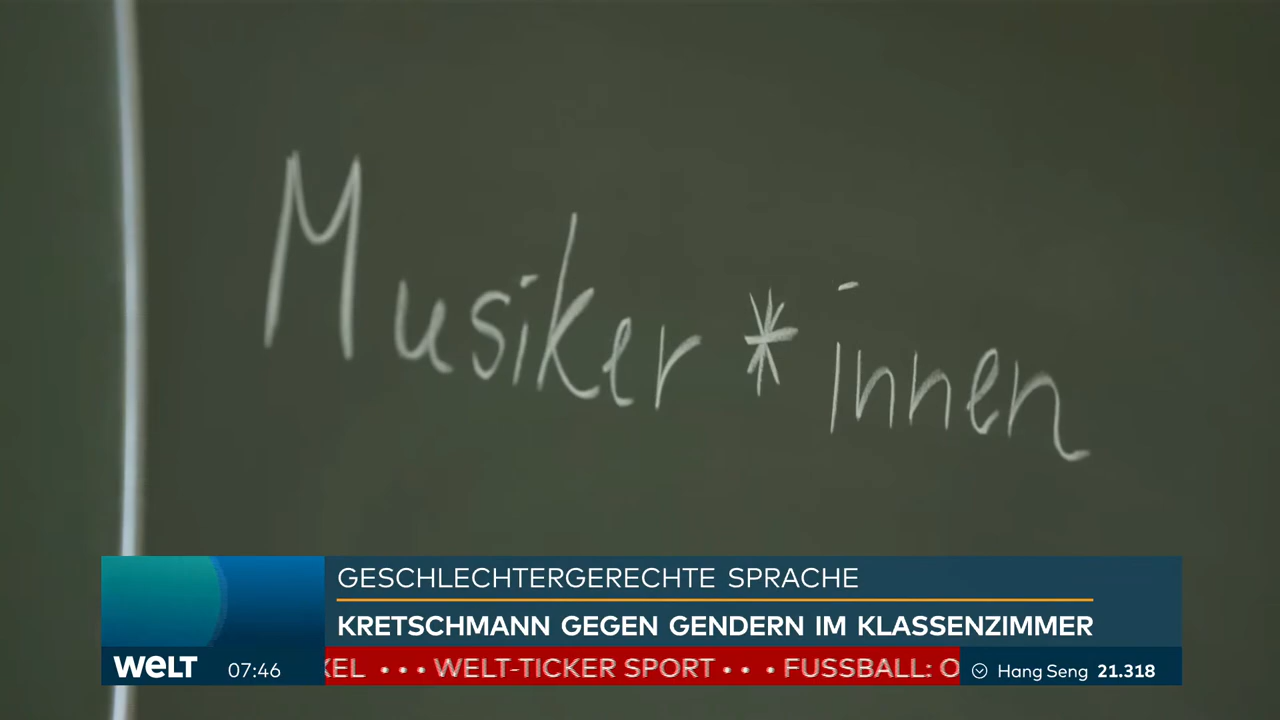 Musiker*innen
GESCHLECHTERGERECHTE SPRACHE
KRETSCHMANN GEGEN GENDERN IM KLASSENZIMMER
WELT 07:46 • • • WELT-TICKER SPORT • • • FUSSBALL: Hang Seng 21.318